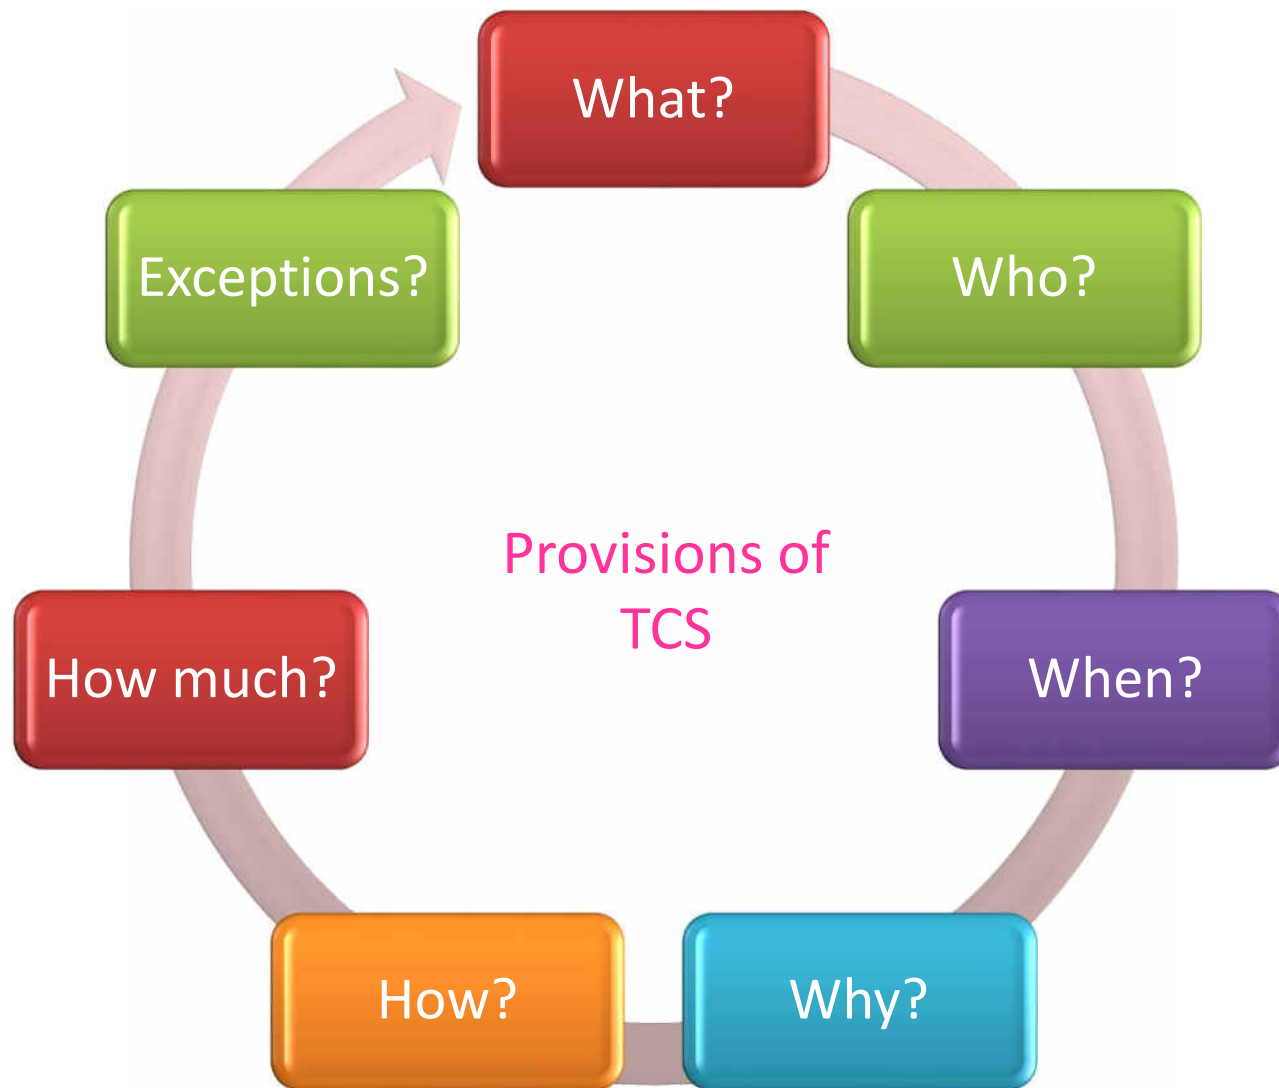 What?
Who?
When?
Why?
How?
How much?
Exceptions?
Provisions of
TCS